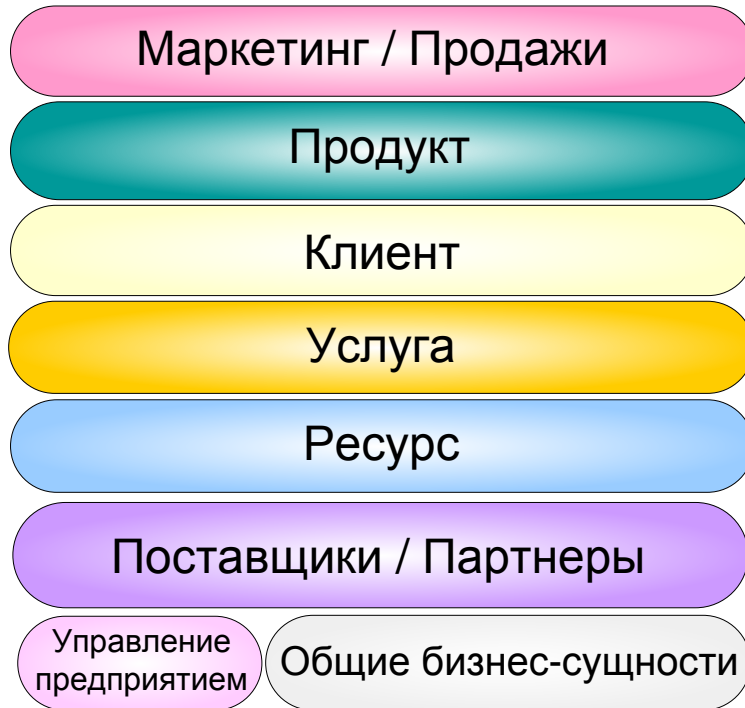 Маркетинг / Продажи
Продукт
Клиент
Услуга
Ресурс
Поставщики / Партнеры
Управление
предприятием
Общие бизнес-сущности